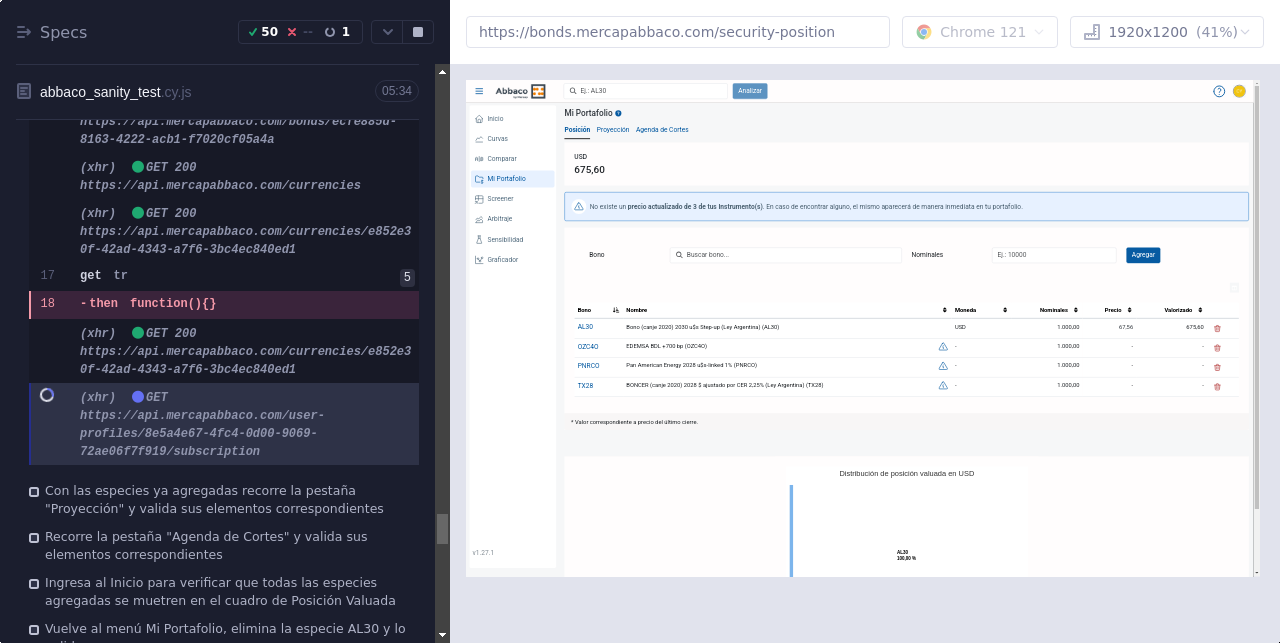 Specs
50
--
1
https://bonds.mercapabbaco.com/security-position
Chrome 121
1920x1200 (41%)
abbaco_sanity_test.cy.js
05:34
https://api.mercapabbaco.com/bonds/ecfe885d-
8163-4222-acb1-f7020cf05a4a
(xhr) GET 200
https://api.mercapabbaco.com/currencies
(xhr) GET 200
https://api.mercapabbaco.com/currencies/e852e3
0f-42ad-4343-a7f6-3bc4ec840ed1
17 get tr 5
18 -then function(){}
(xhr) GET 200
https://api.mercapabbaco.com/currencies/e852e3
0f-42ad-4343-a7f6-3bc4ec840ed1
(xhr) GET
https://api.mercapabbaco.com/user-
profiles/8e5a4e67-4fc4-0d00-9069-
72ae06f7f919/subscription
Con las especies ya agregadas recorre la pestaña
"Proyección" y valida sus elementos correspondientes
Recorre la pestaña "Agenda de Cortes" y valida sus
elementos correspondientes
Ingresa al Inicio para verificar que todas las especies
agregadas se muetren en el cuadro de Posición Valuada
Vuelve al menú Mi Portafolio, elimina la especie AL30 y lo
Abbaco
Ej.: AL30
Analizar
Inicio
Curvas
Comparar
Mi Portafolio
Screener
Arbitraje
Sensibilidad
Graficador
v1.27.1
Mi Portafolio
Posición Proyección Agenda de Cortes
USD
675,60
No existe un precio actualizado de 3 de tus instrumento(s). En caso de encontrar alguno, el mismo aparecerá de manera inmediata en tu portafolio.
Bono
Buscar bono...
Nominales
Ej.: 10000
Agregar
Bono Nombre Moneda Nominales Precio Valorizado
AL30 Bono (canje 2020) 2030 u$s Step-up (Ley Argentina) (AL30) USD 1.000,00 67,56 675,60
OZC4O EDEMSA BDL +700 bp (OZC4O) - 1.000,00 - -
PNRCO Pan American Energy 2028 u$s-linked 1% (PNRCO) - 1.000,00 - -
TX28 BONCER (canje 2020) 2028 $ ajustado por CER 2,25% (Ley Argentina) (TX28) - 1.000,00 - -
* Valor correspondiente a precio del último cierre.
Distribución de posición valuada en USD
AL30
100,00 %